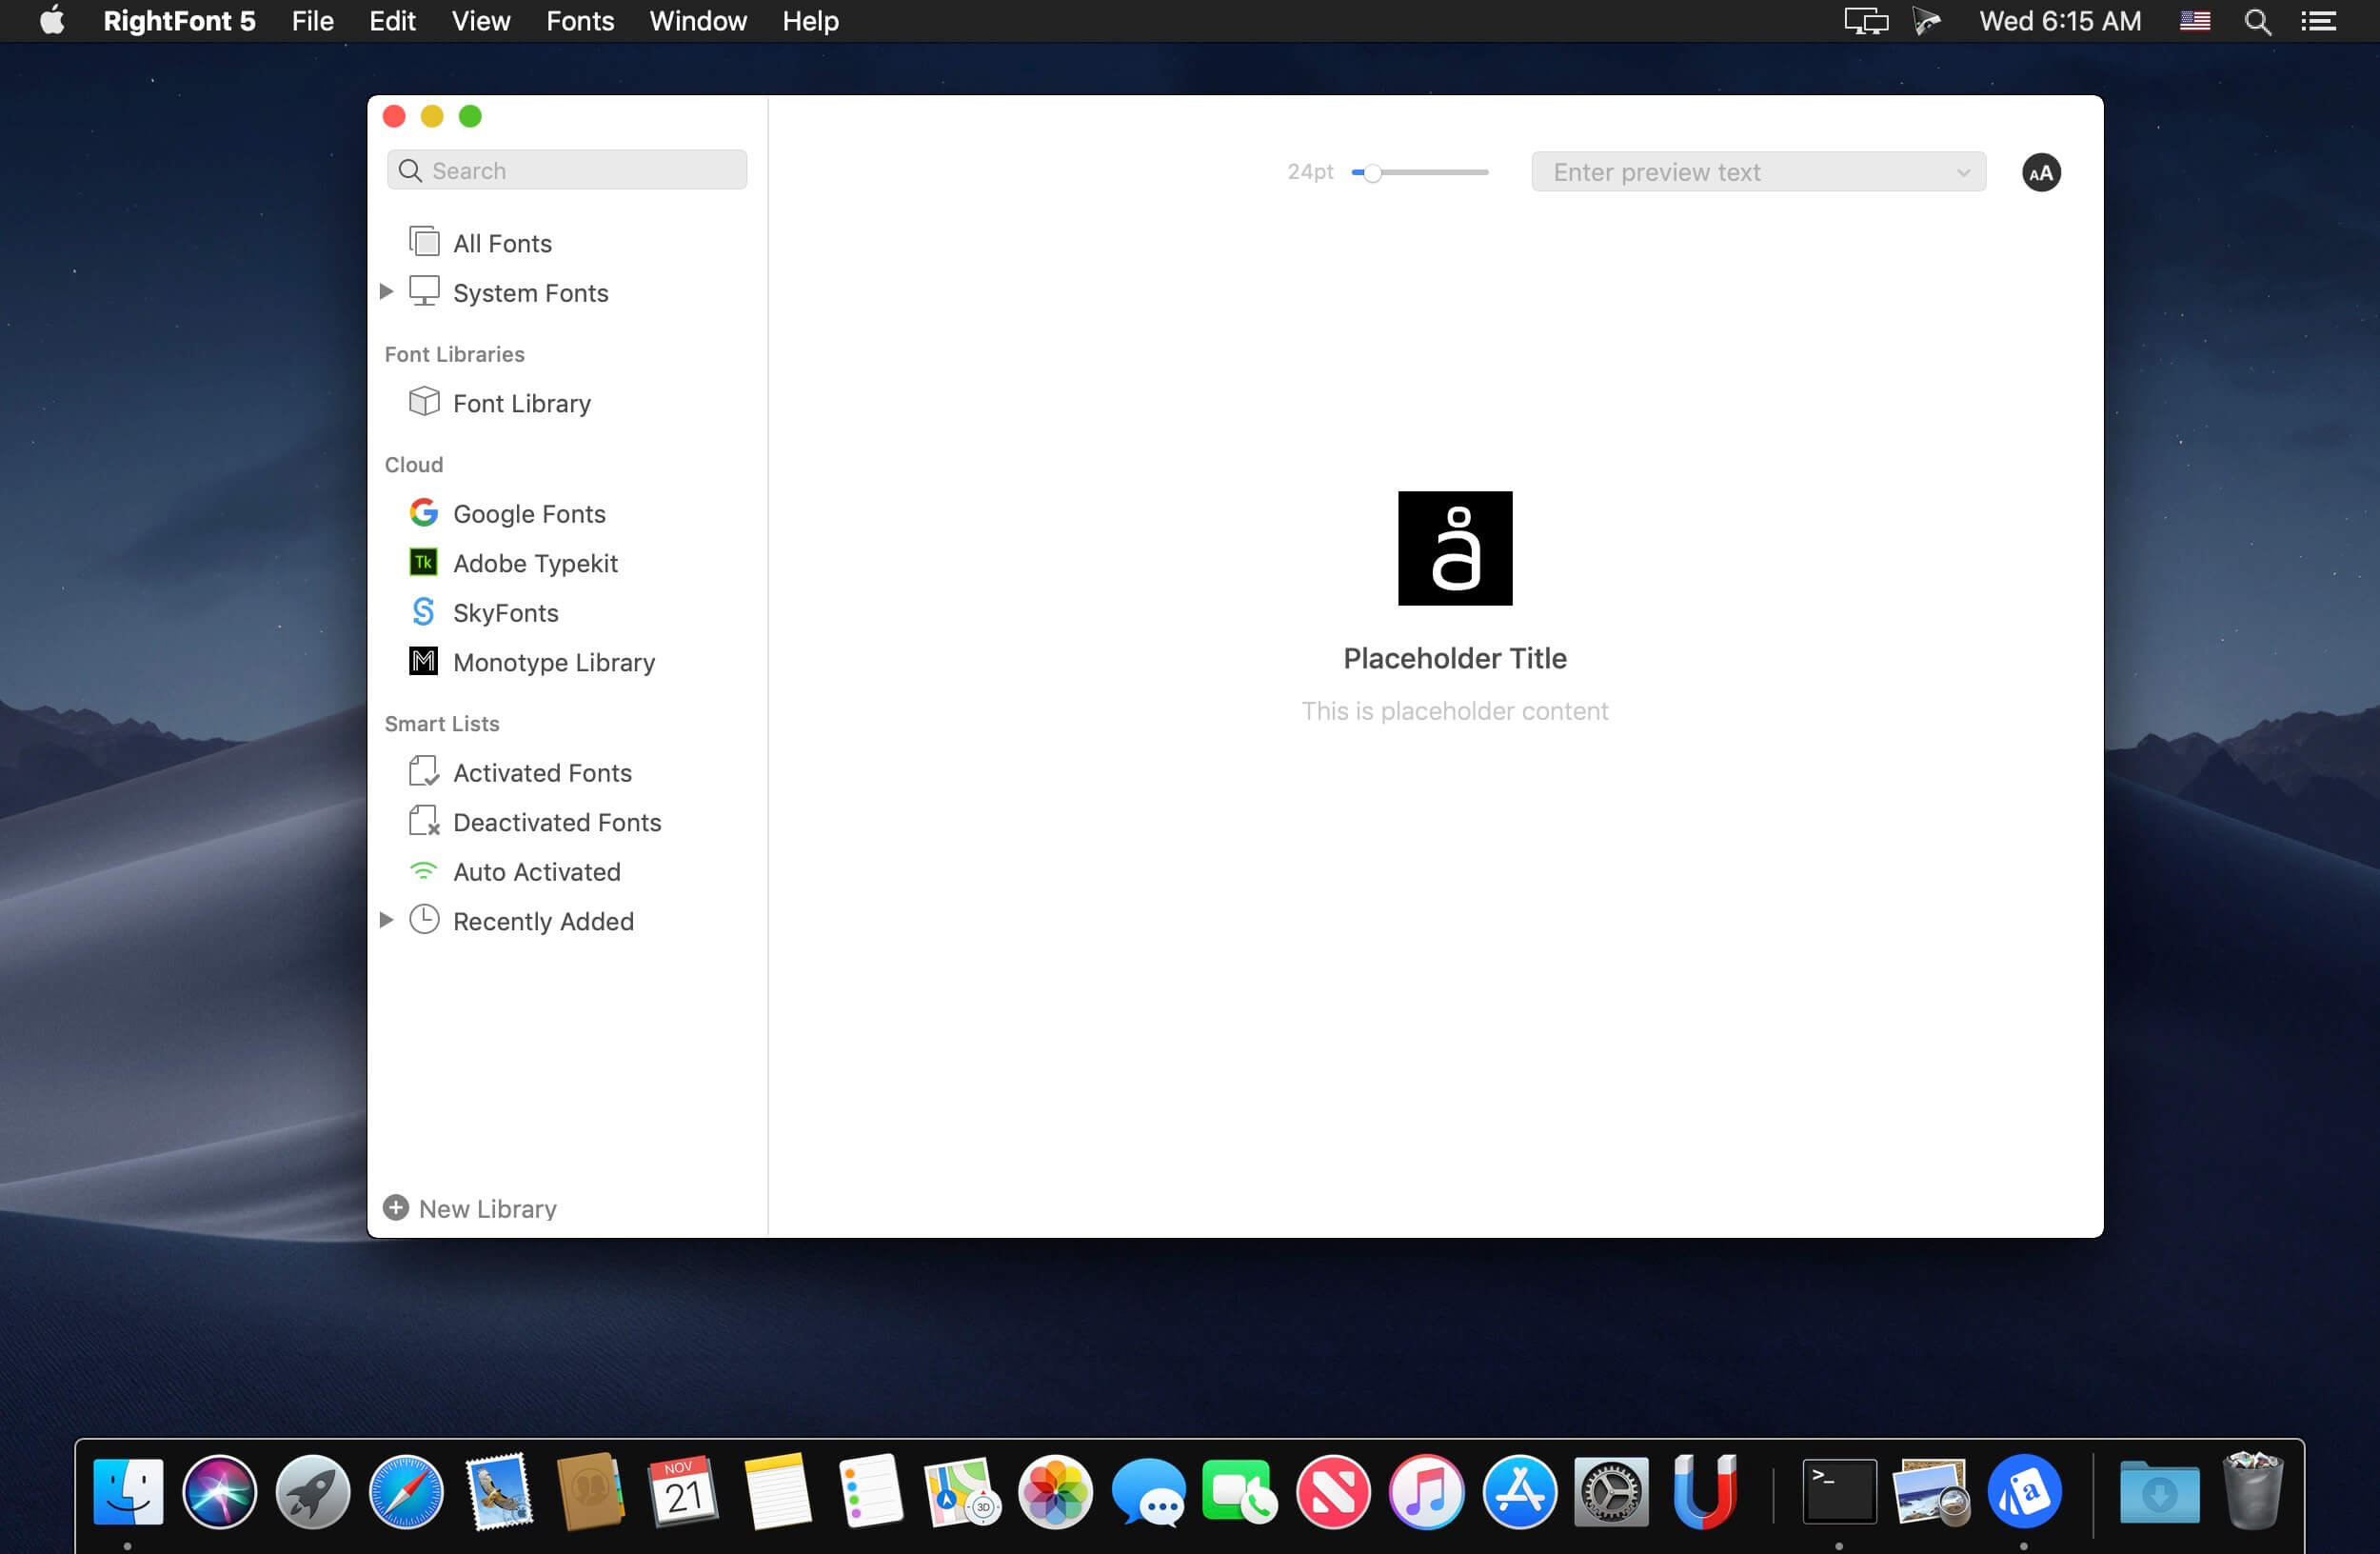 RightFont 5 File Edit View Fonts Window Help Wed 6:15 AM
Search
24pt Enter preview text AA
All Fonts
System Fonts
Font Libraries
Font Library
Cloud
Google Fonts
Tk Adobe Typekit
SkyFonts
M Monotype Library
å
Placeholder Title
This is placeholder content
Smart Lists
Activated Fonts
Deactivated Fonts
Auto Activated
Recently Added
New Library
NOV
21
3D
>_
a